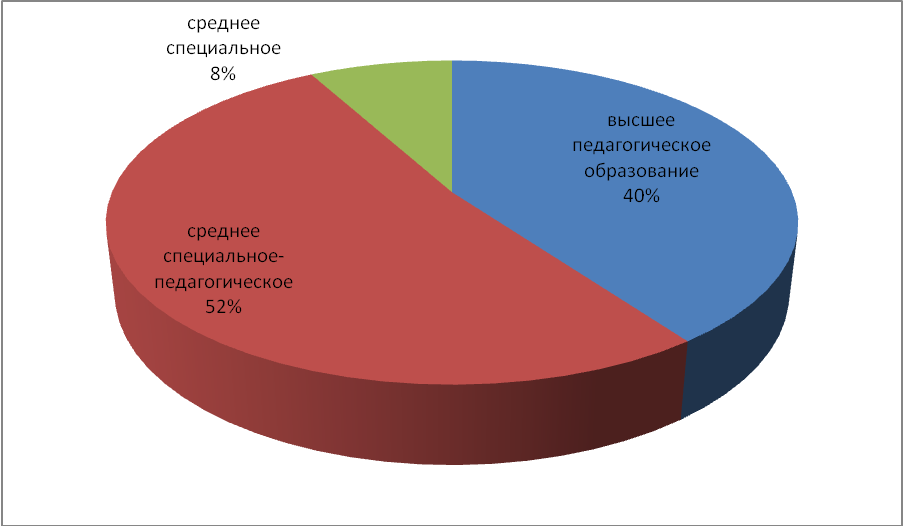 среднее
специальное
8%
высшее
педагогическое
образование
40%
среднее
специальное-
педагогическое
52%